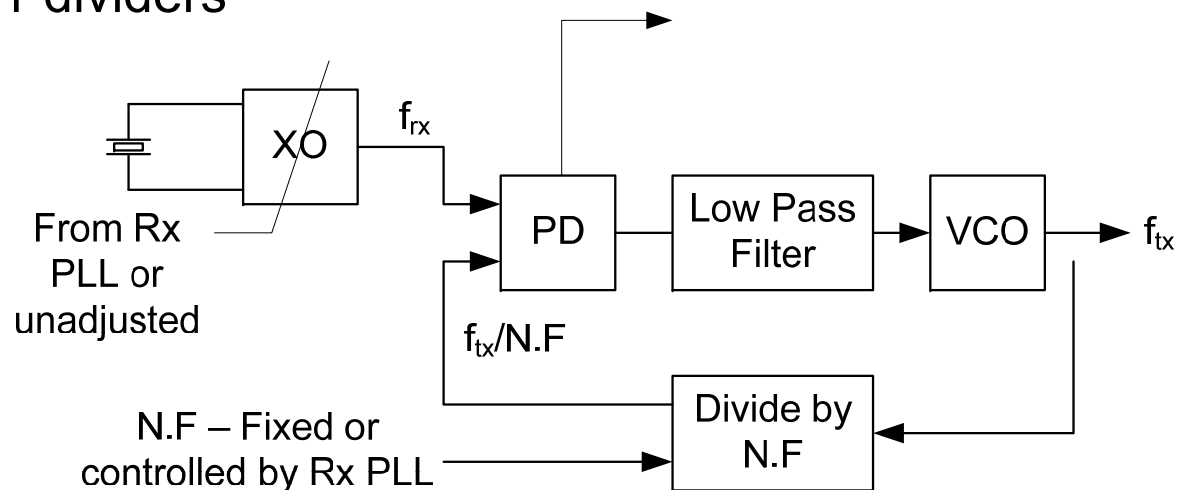 dividers
XO
f_rx
From Rx
PLL or
unadjusted
PD
Low Pass
Filter
VCO
f_tx
f_tx/N.F
N.F – Fixed or
controlled by Rx PLL
Divide by
N.F